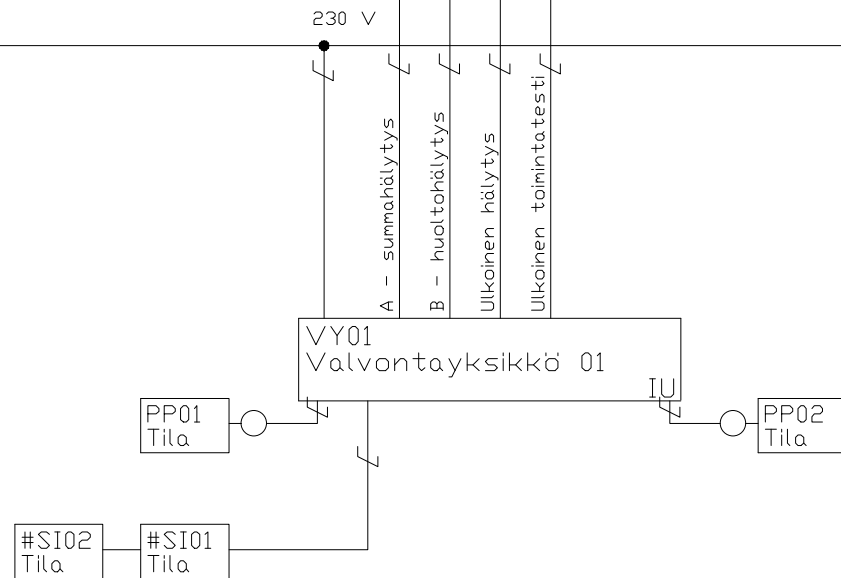 230 V
A - summahälytys
B - huoltohälytys
Ulkoinen hälytys
Ulkoinen toimintatesti
VY01
Valvontayksikkö 01
IU
PP01
Tila
PP02
Tila
#SI02
Tila
#SI01
Tila